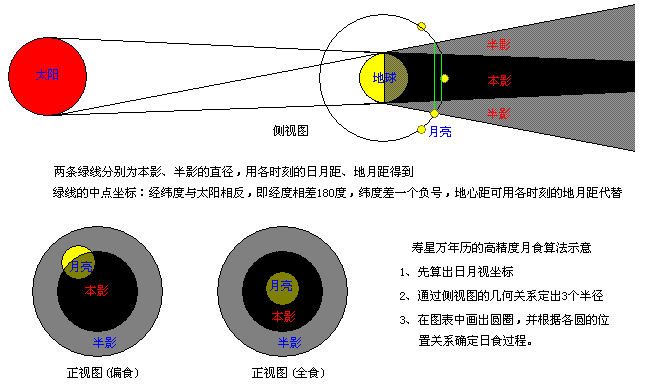 太阳
地球
半影
本影
半影
月亮
侧视图
两条绿线分别为本影、半影的直径，用各时刻的日月距、地月距得到
绿线的中点坐标：经纬度与太阳相反，即经度相差180度，纬度差一个负号，地心距可用各时刻的地月距代替
月亮
本影
半影
正视图(偏食)
月亮
本影
半影
正视图(全食)
寿星万年历的高精度月食算法示意
1、先算出日月视坐标
2、通过侧视图的几何关系定出3个半径
3、在图表中画出圆圈，并根据各圆的位
置关系确定日食过程。